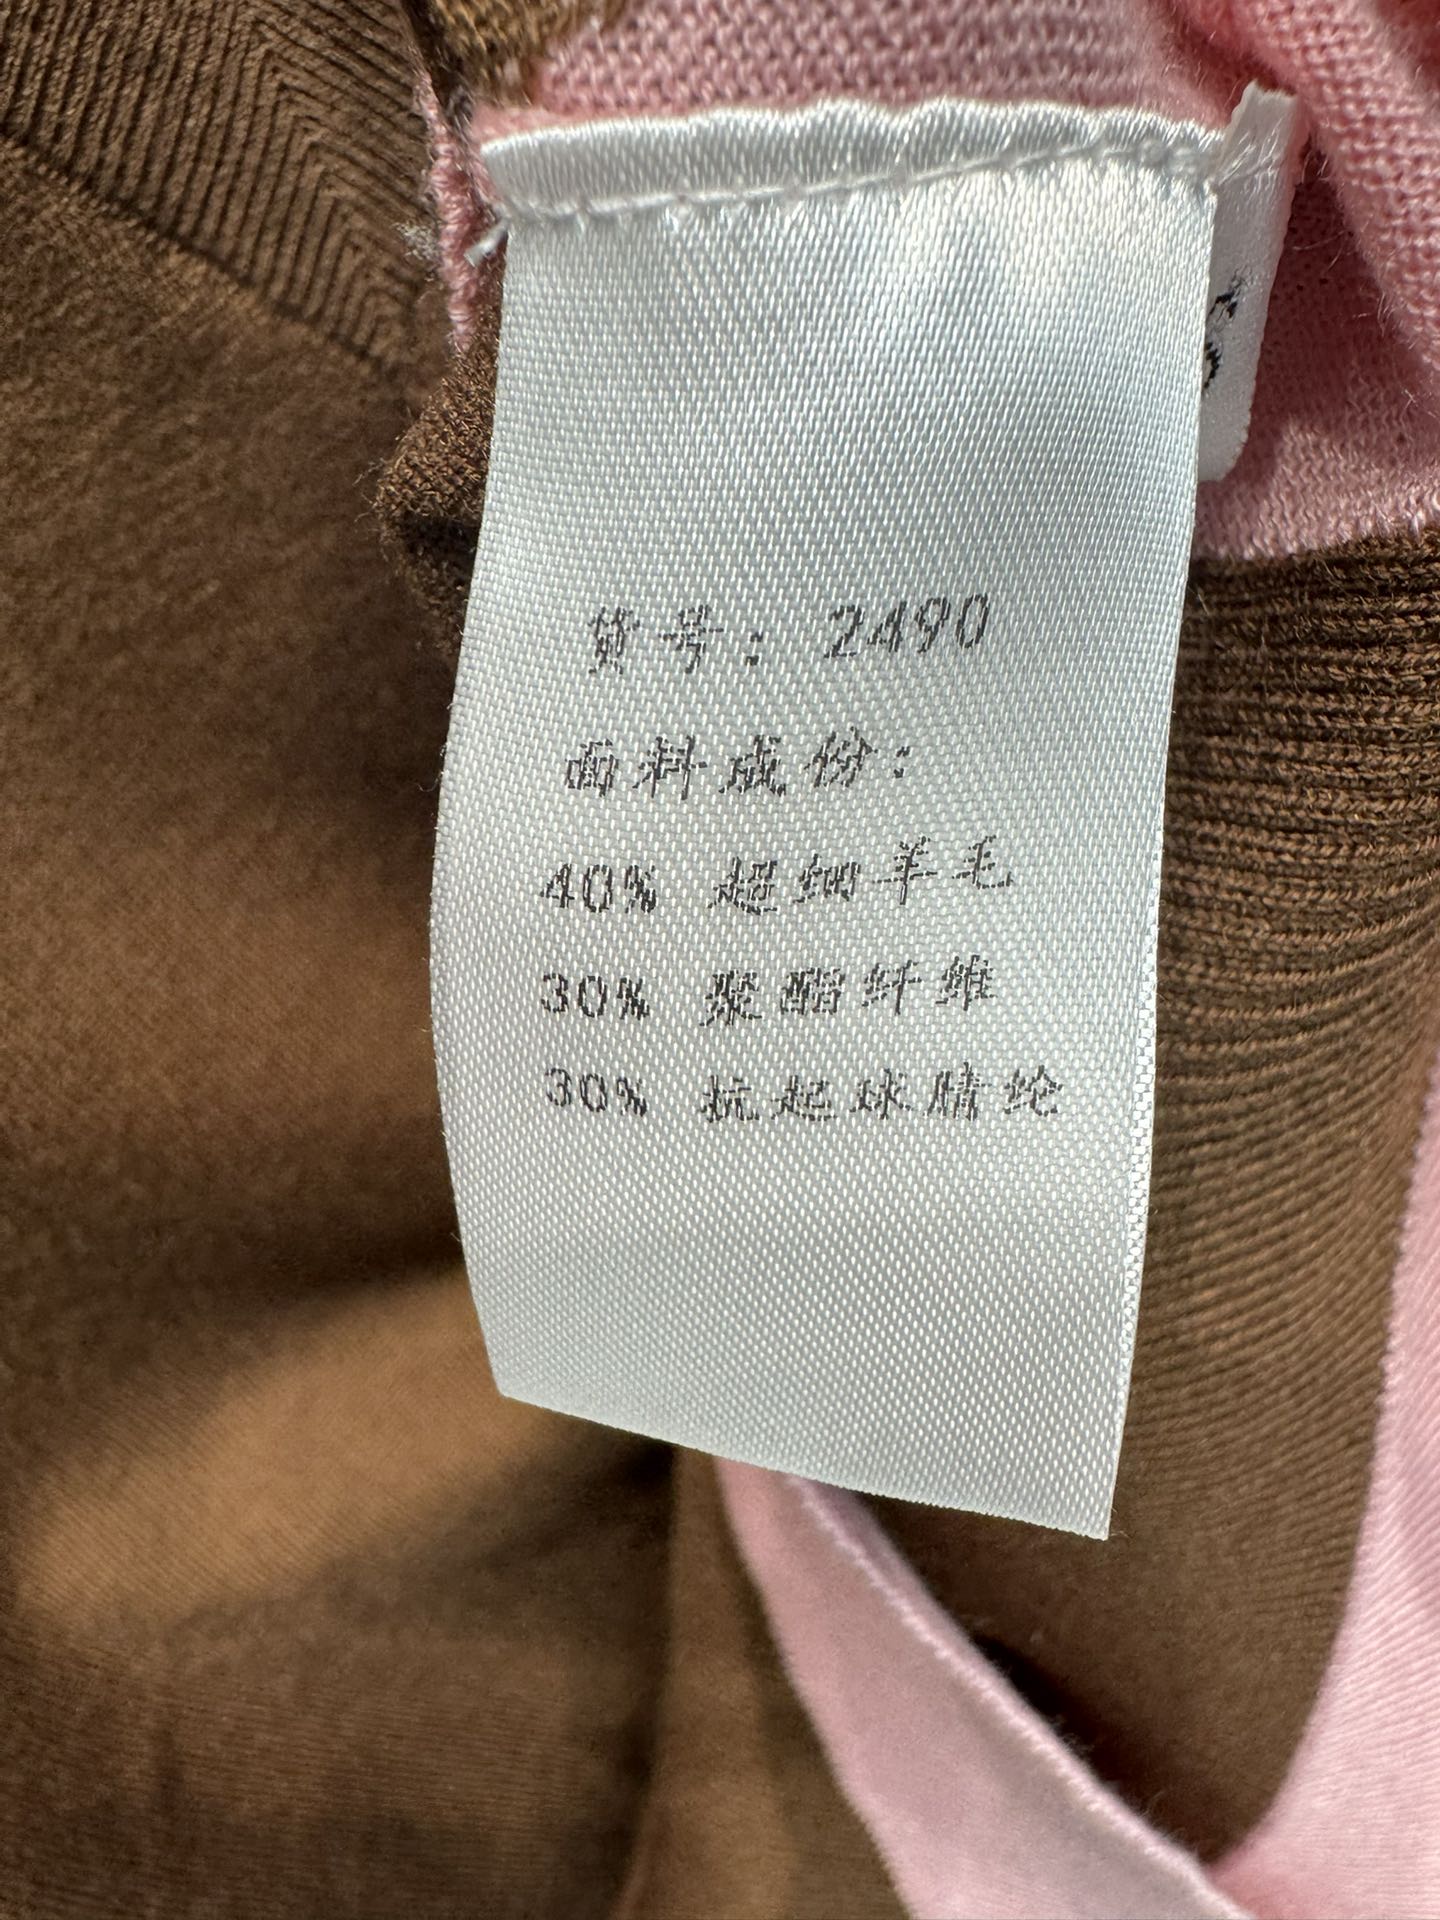 货号：2490
面料成份：
40% 超细羊毛
30% 聚酯纤维
30% 抗起球腈纶